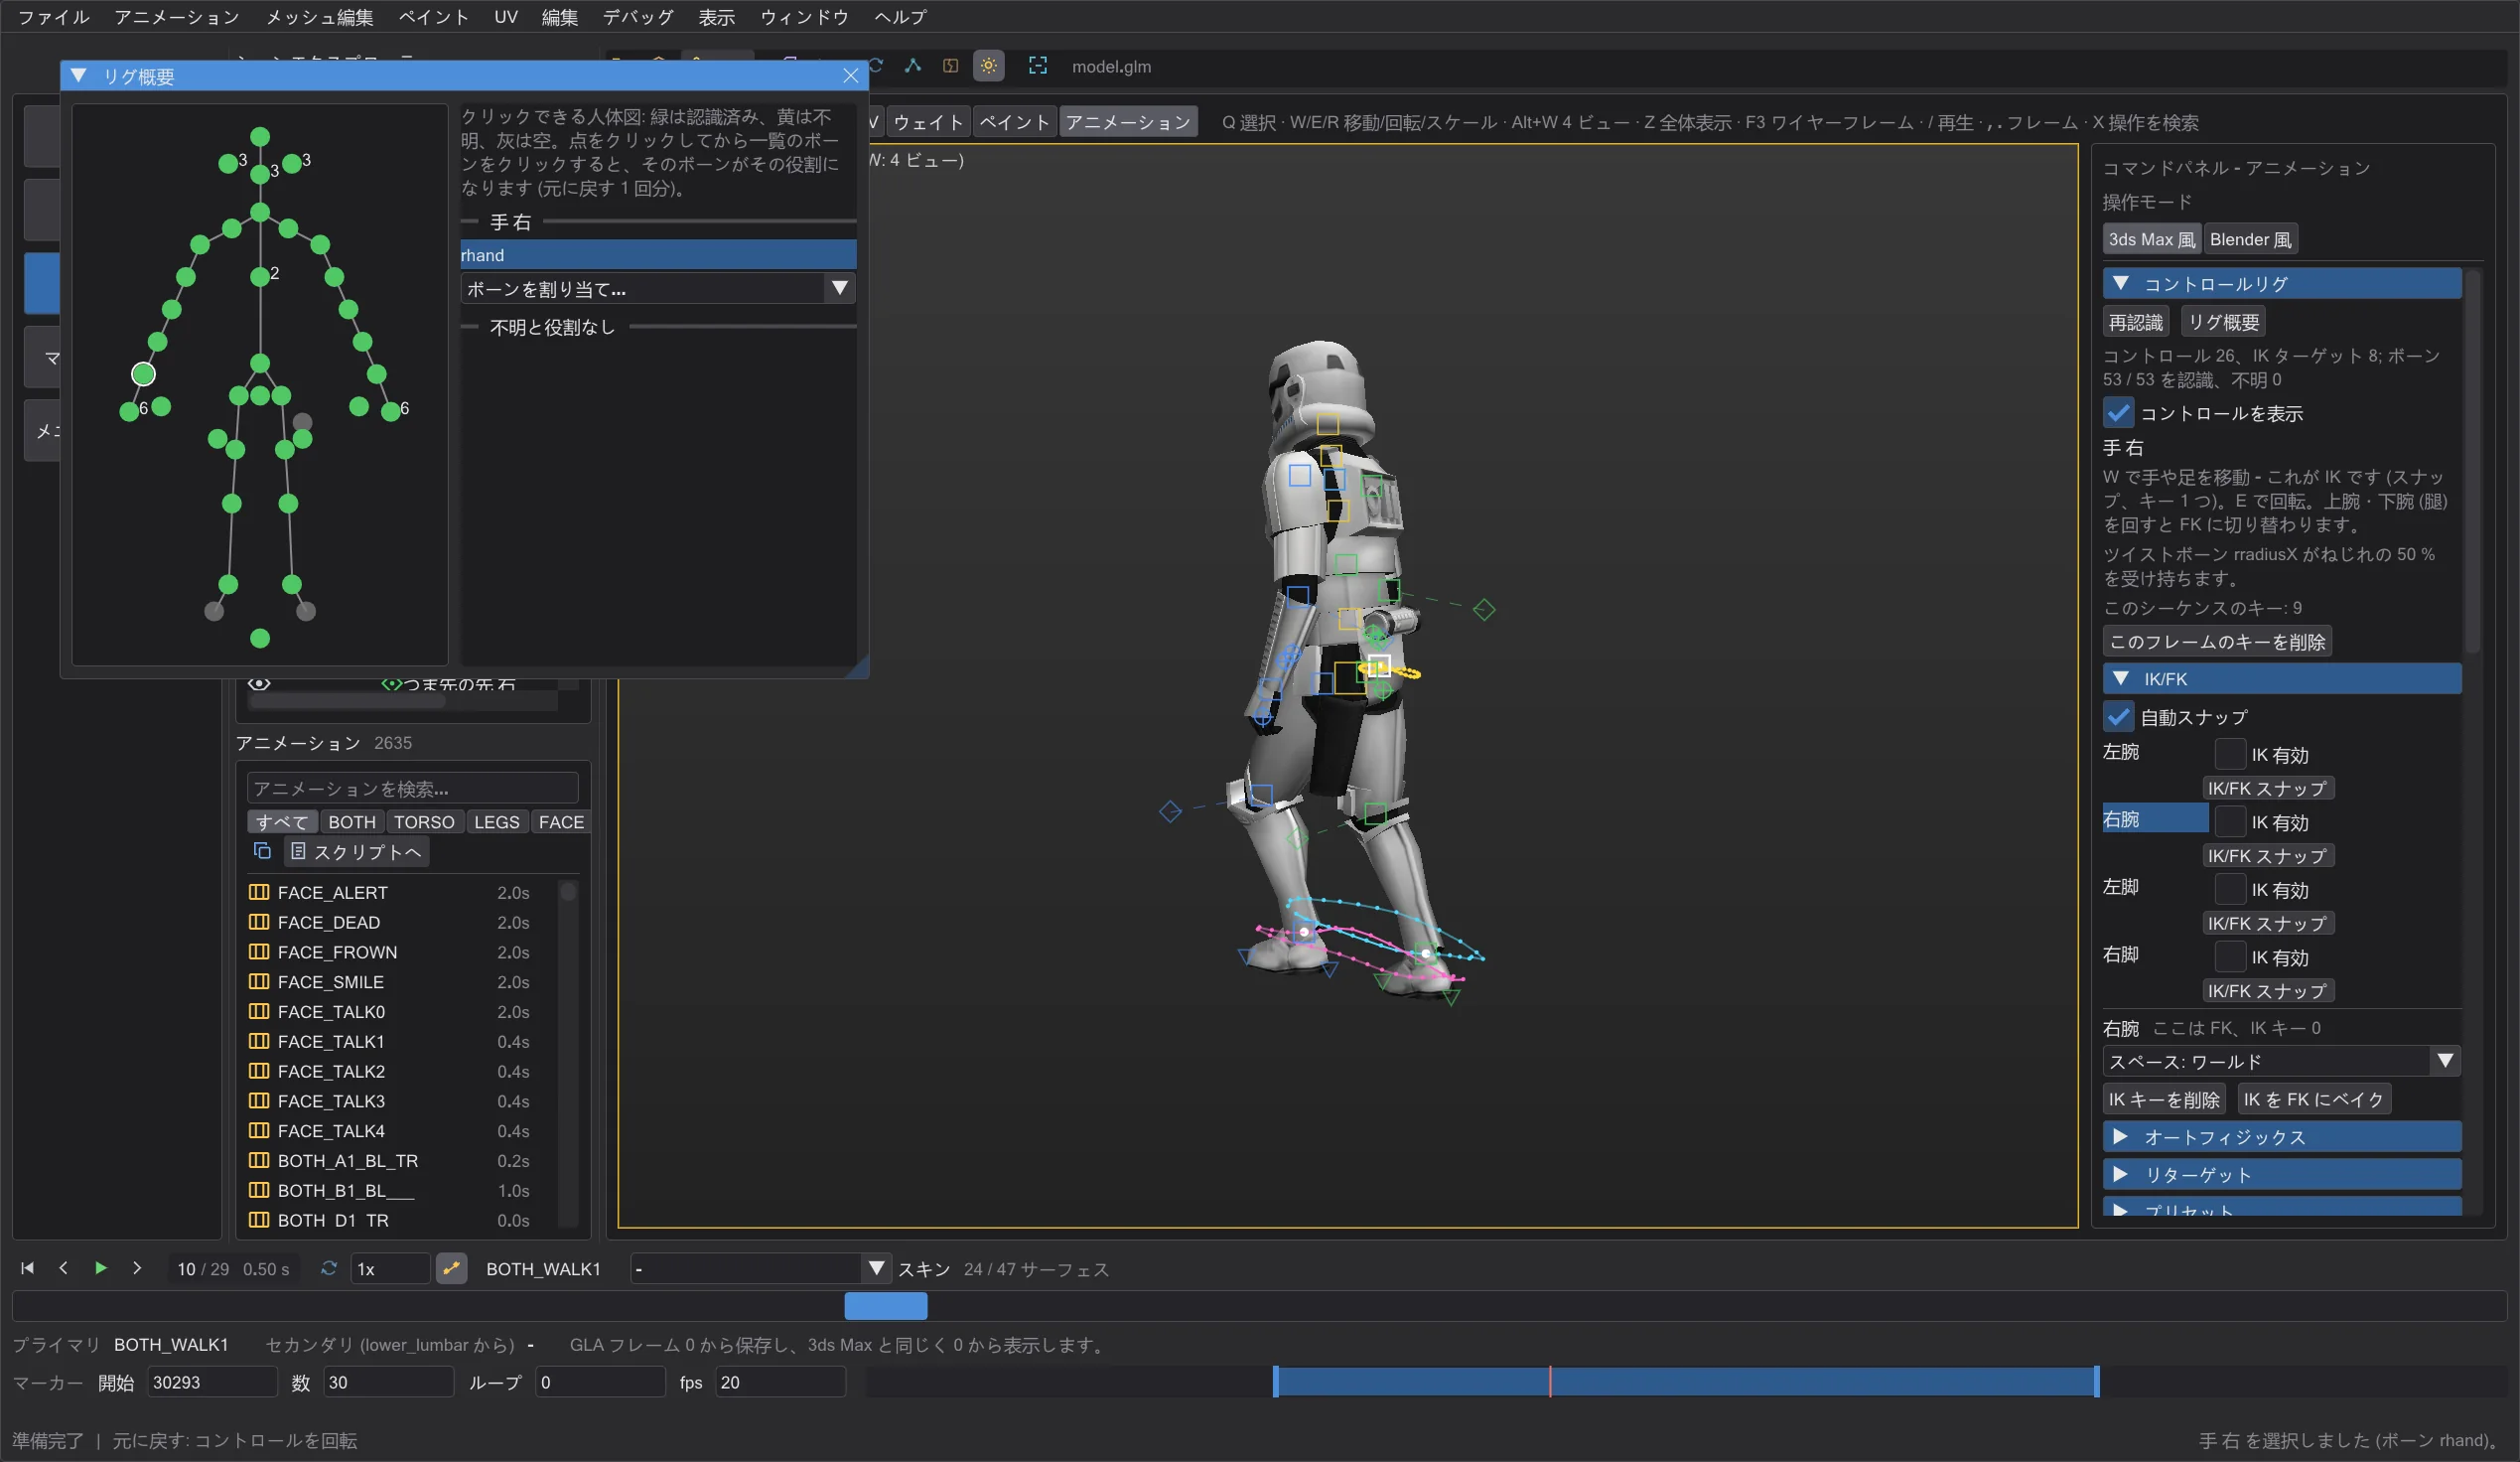 ファイル アニメーション メッシュ編集 ペイント UV 編集 デバッグ 表示 ウィンドウ ヘルプ
model.glm
リグ概要
3 3
3
2
6 6
クリックできる人体図: 緑は認識済み、黄は不
明、灰は空。点をクリックしてから一覧のボー
ンをクリックすると、そのボーンがその役割に
なります (元に戻す 1 回分)。
手 右
rhand
ボーンを割り当て...
不明と役割なし
ウェイト ペイント アニメーション Q 選択 · W/E/R 移動/回転/スケール · Alt+W 4 ビュー · Z 全体表示 · F3 ワイヤーフレーム · / 再生 · , . フレーム · X 操作を検索
W: 4 ビュー)
つま先の先 右
アニメーション 2635
アニメーションを検索...
すべて BOTH TORSO LEGS FACE
スクリプトへ
FACE_ALERT 2.0s
FACE_DEAD 2.0s
FACE_FROWN 2.0s
FACE_SMILE 2.0s
FACE_TALK0 2.0s
FACE_TALK1 0.4s
FACE_TALK2 0.4s
FACE_TALK3 0.4s
FACE_TALK4 0.4s
BOTH_A1_BL_TR 0.2s
BOTH_B1_BL___ 1.0s
BOTH_D1_TR 0.0s
コマンドパネル - アニメーション
操作モード
3ds Max 風 Blender 風
コントロールリグ
再認識 リグ概要
コントロール 26、IK ターゲット 8; ボーン
53 / 53 を認識、不明 0
コントロールを表示
手 右
W で手や足を移動 - これが IK です (スナッ
プ、キー 1 つ)。E で回転。上腕・下腕 (腿)
を回すと FK に切り替わります。
ツイストボーン rradiusX がねじれの 50 %
を受け持ちます。
このシーケンスのキー: 9
このフレームのキーを削除
IK/FK
自動スナップ
左腕 IK 有効
IK/FK スナップ
右腕 IK 有効
IK/FK スナップ
左脚 IK 有効
IK/FK スナップ
右脚 IK 有効
IK/FK スナップ
右腕 ここは FK、IK キー 0
スペース: ワールド
IK キーを削除 IK を FK にベイク
オートフィジックス
リターゲット
プリセット
10 / 29 0.50 s 1x BOTH_WALK1 - スキン 24 / 47 サーフェス
プライマリ BOTH_WALK1 セカンダリ (lower_lumbar から) - GLA フレーム 0 から保存し、3ds Max と同じく 0 から表示します。
マーカー 開始 30293 数 30 ループ 0 fps 20
準備完了 | 元に戻す: コントロールを回転
手 右 を選択しました (ボーン rhand)。